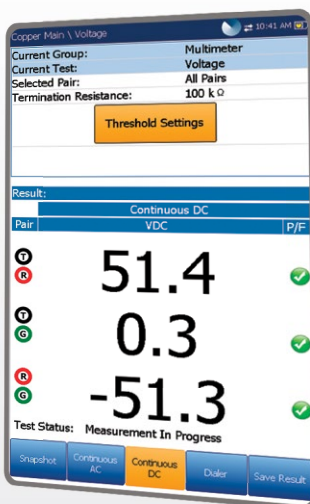 Copper Main \ Voltage 10:41 AM
Current Group: Multimeter
Current Test: Voltage
Selected Pair: All Pairs
Termination Resistance: 100 k Ω
Threshold Settings
Result:
Continuous DC
Pair VDC P/F
T
R 51.4
T
G 0.3
R
G -51.3
Test Status: Measurement In Progress
Snapshot Continuous AC Continuous DC Dialer Save Result